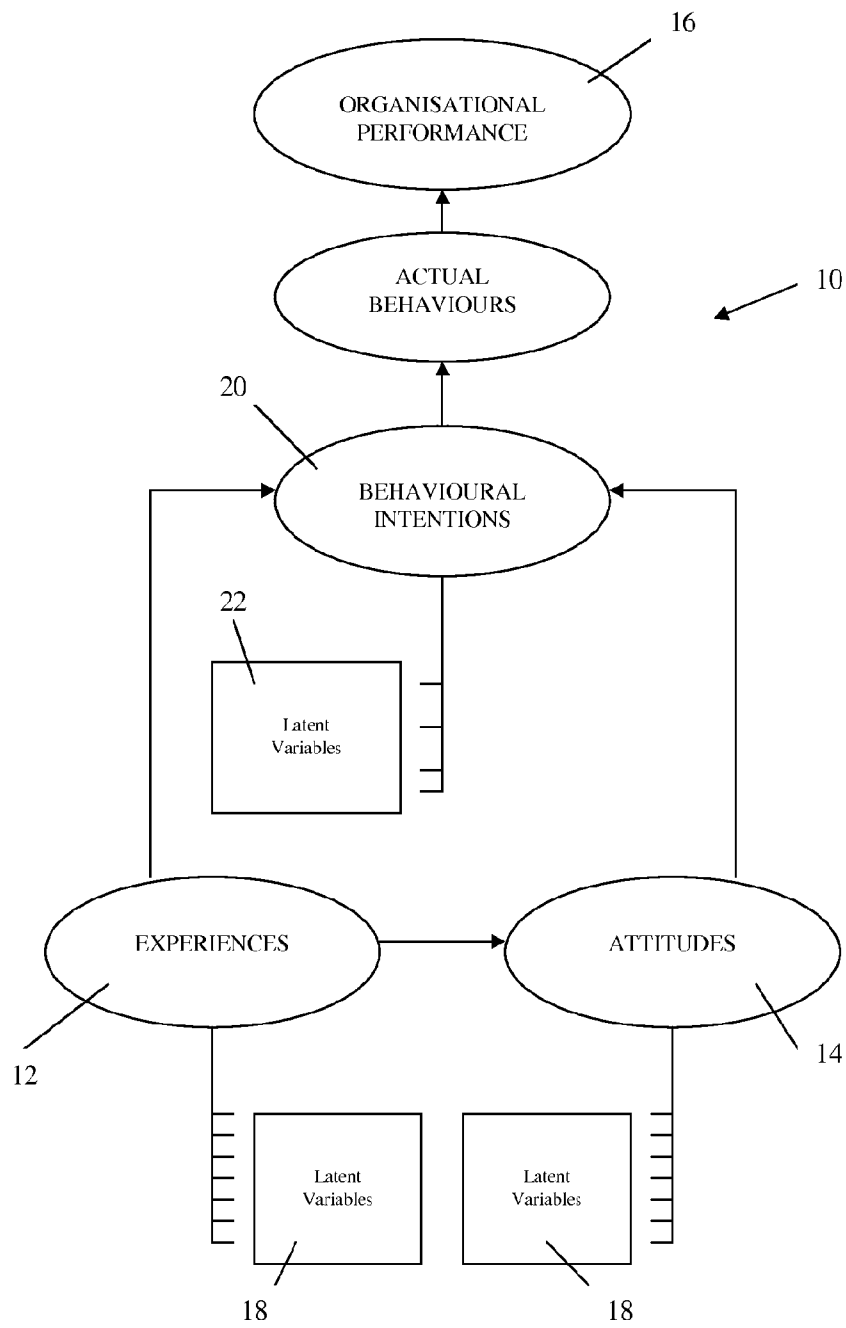 16
ORGANISATIONAL
PERFORMANCE
ACTUAL
BEHAVIOURS
10
20
BEHAVIOURAL
INTENTIONS
22
Latent
Variables
EXPERIENCES
ATTITUDES
12
14
Latent
Variables
Latent
Variables
18
18